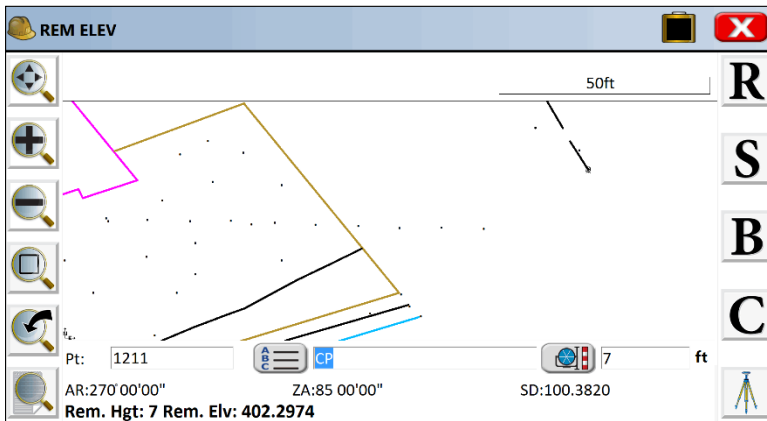 REM ELEV
50ft
R
S
B
C
Pt: 1211 A B C CP 7 ft
AR:270°00'00" ZA:85 00'00" SD:100.3820
Rem. Hgt: 7 Rem. Elv: 402.2974